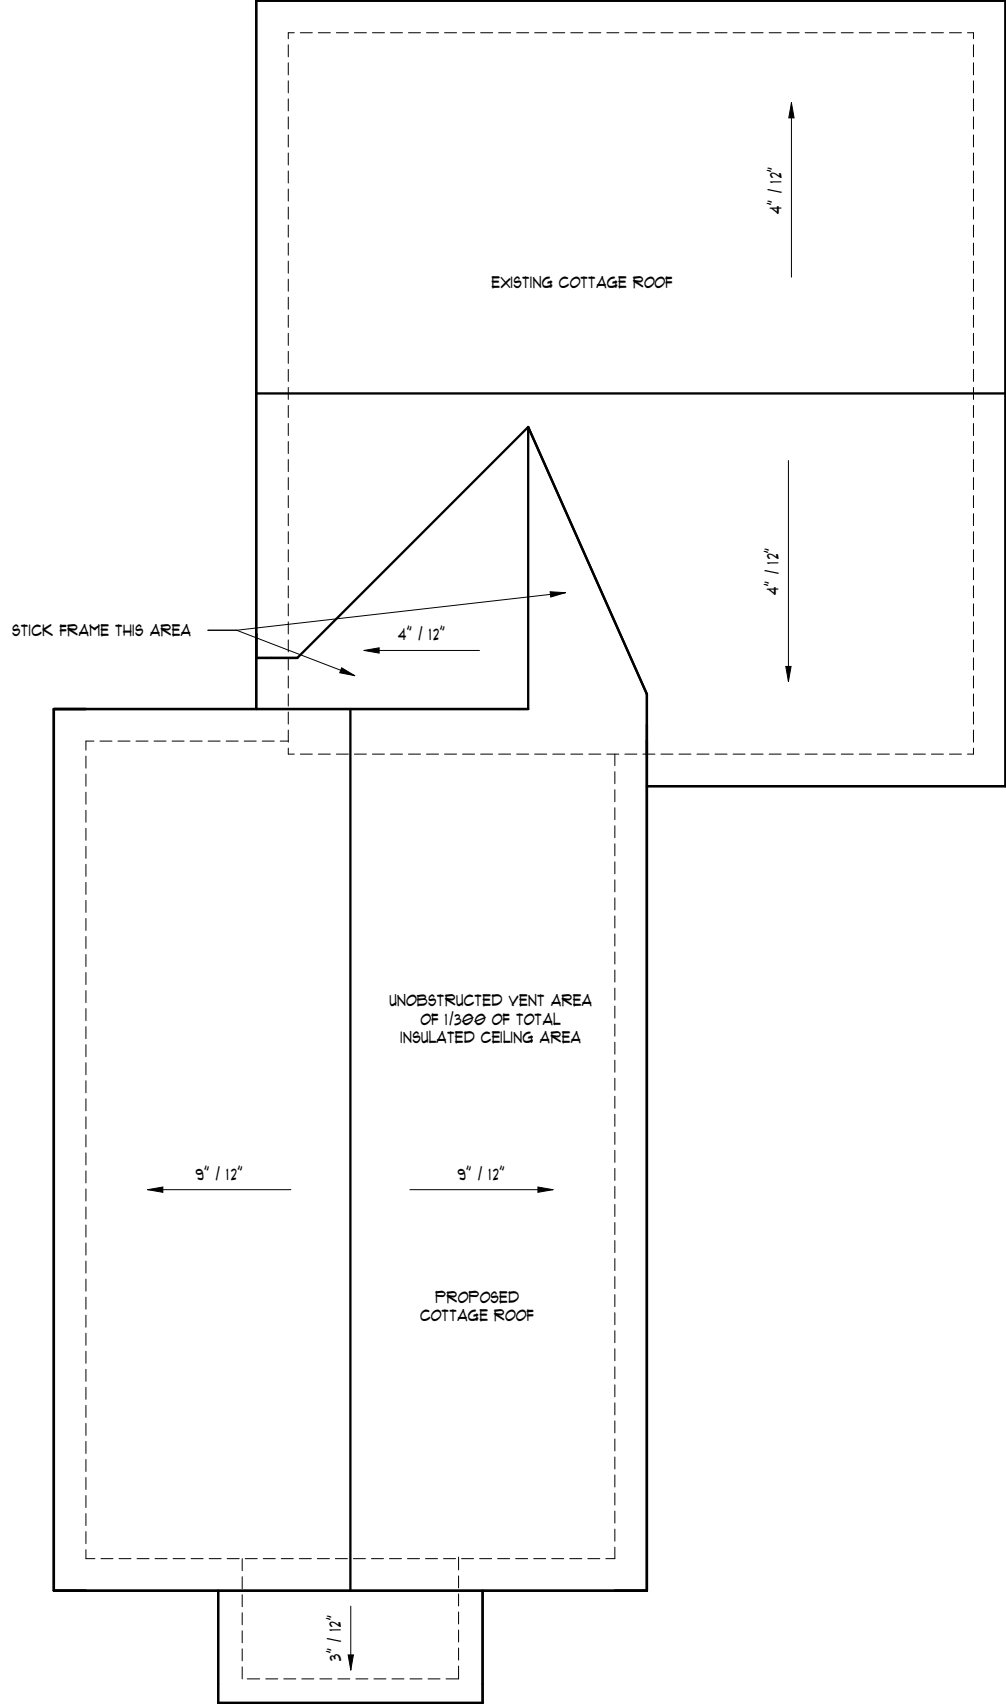 4" / 12"
EXISTING COTTAGE ROOF
4" / 12"
STICK FRAME THIS AREA
4" / 12"
UNOBSTRUCTED VENT AREA
OF 1/300 OF TOTAL
INSULATED CEILING AREA
9" / 12"
9" / 12"
PROPOSED
COTTAGE ROOF
3" / 12"